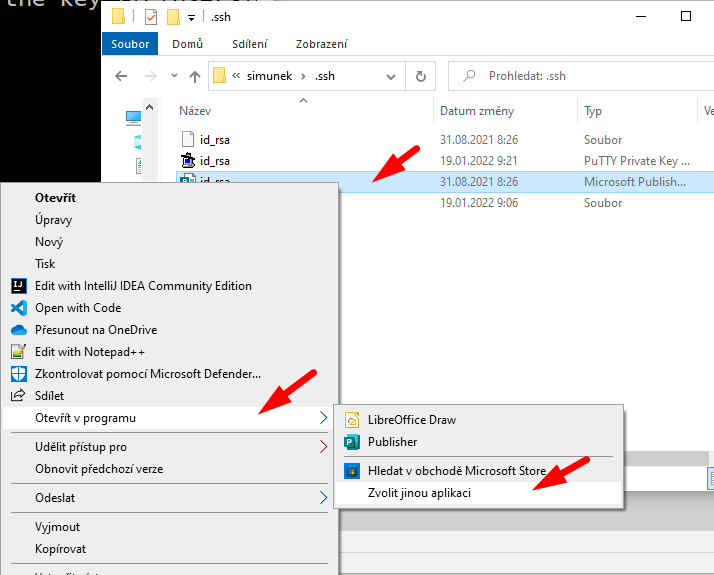 the key
.ssh
Soubor
Domů
Sdílení
Zobrazení
simunek
.ssh
Prohledat: .ssh
Název
Datum změny
Typ
id_rsa
31.08.2021 8:26
Soubor
id_rsa
19.01.2022 9:21
PuTTY Private Key ...
id_rsa
31.08.2021 8:26
Microsoft Publish...
19.01.2022 9:06
Soubor
Otevřít
Úpravy
Nový
Tisk
Edit with IntelliJ IDEA Community Edition
Open with Code
Přesunout na OneDrive
Edit with Notepad++
Zkontrolovat pomocí Microsoft Defender...
Sdílet
Otevřít v programu
LibreOffice Draw
Publisher
Hledat v obchodě Microsoft Store
Zvolit jinou aplikaci
Udělit přístup pro
Obnovit předchozí verze
Odeslat
Vyjmout
Kopírovat